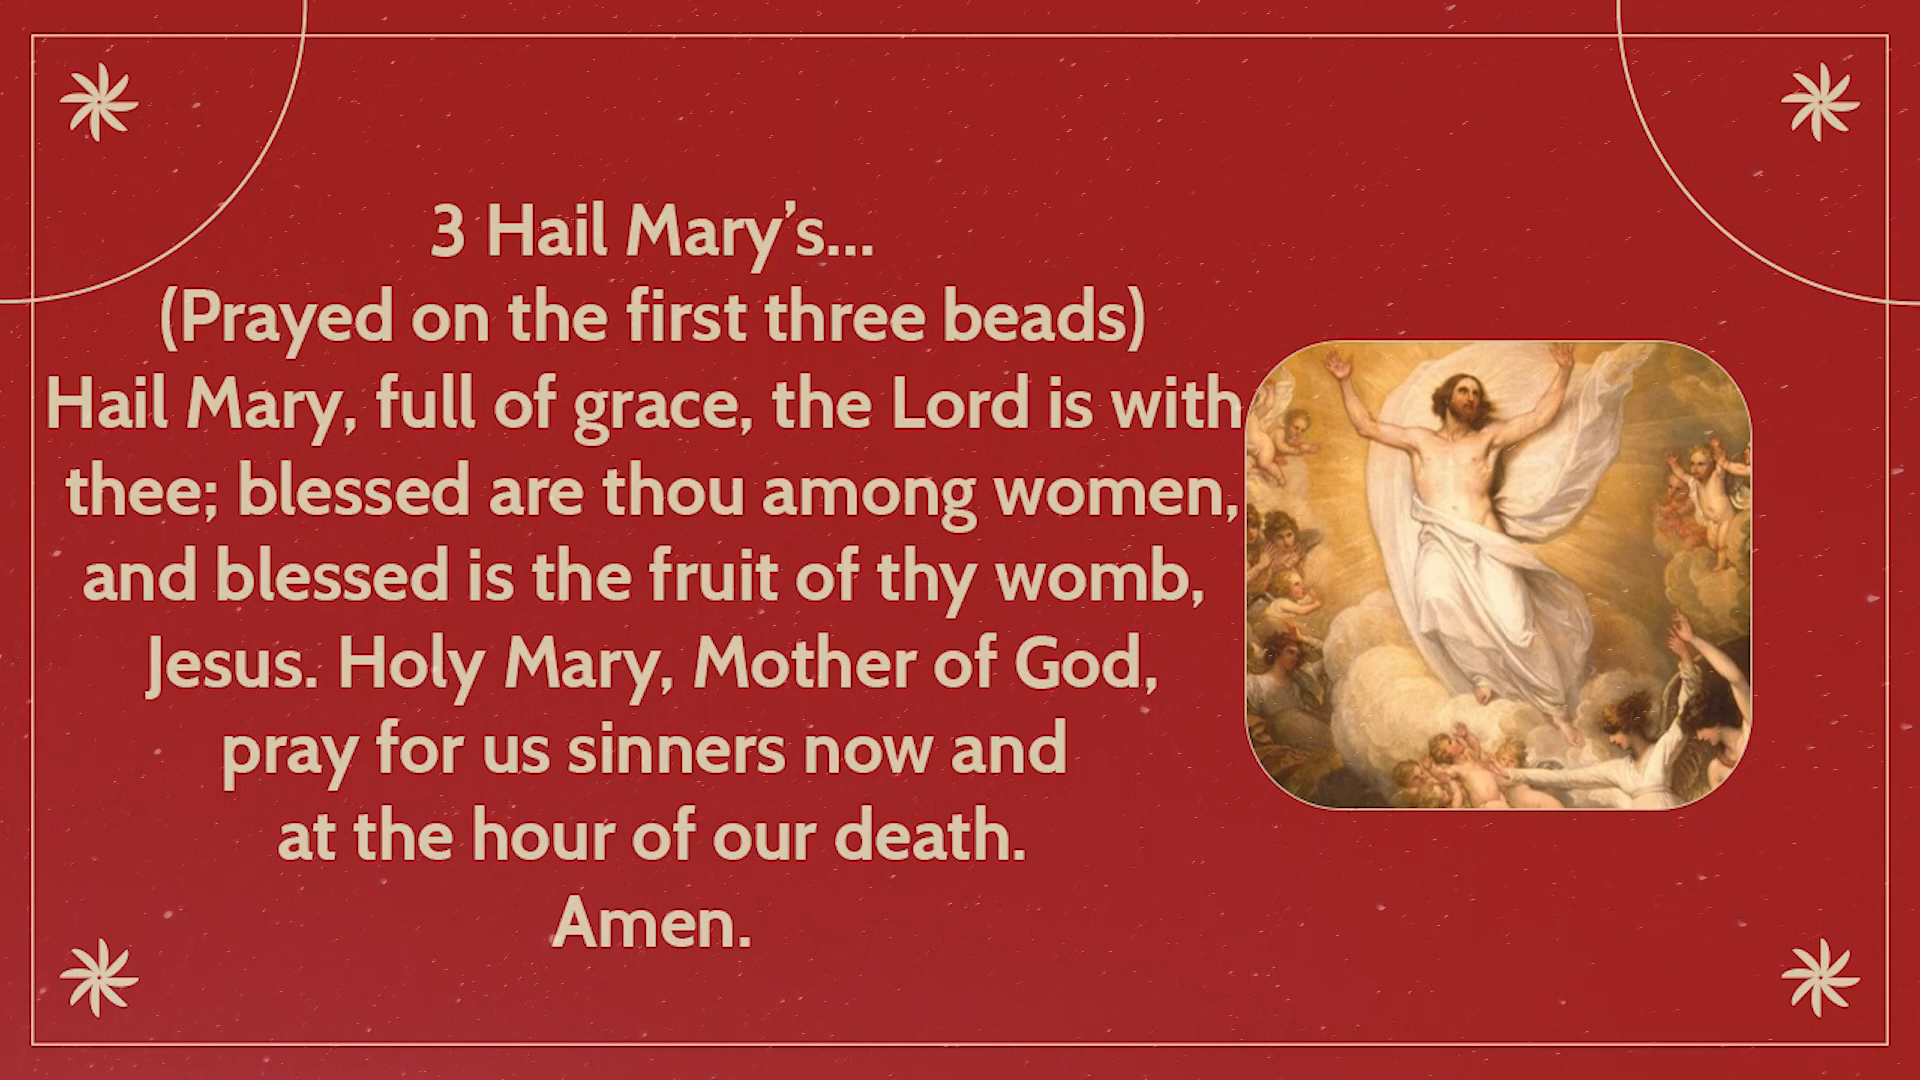 3 Hail Mary’s...
(Prayed on the first three beads)
Hail Mary, full of grace, the Lord is with
thee; blessed are thou among women,
and blessed is the fruit of thy womb,
Jesus. Holy Mary, Mother of God,
pray for us sinners now and
at the hour of our death.
Amen.